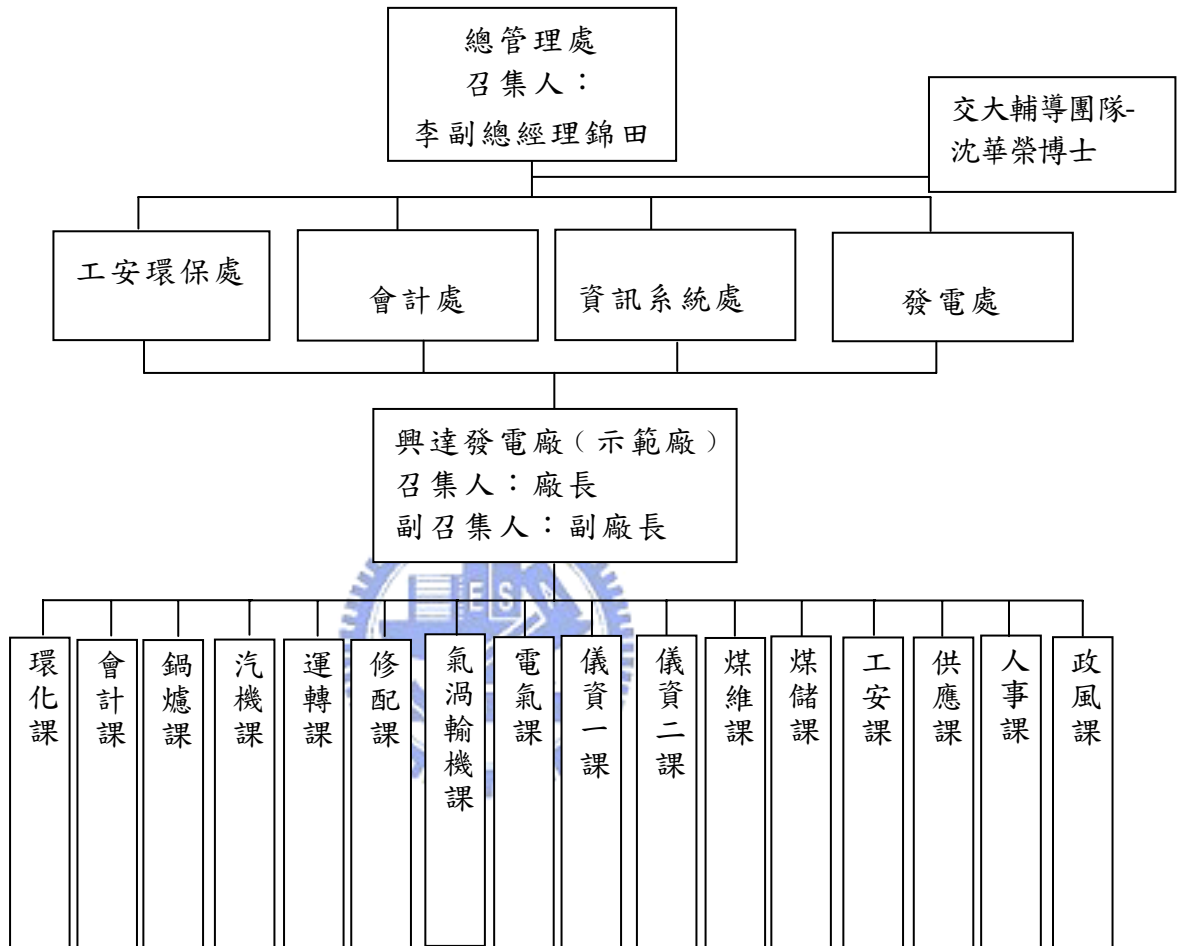 總管理處
召集人：
李副總經理錦田
交大輔導團隊-
沈華榮博士
工安環保處
會計處
資訊系統處
發電處
興達發電廠（示範廠）
召集人：廠長
副召集人：副廠長
環化課
會計課
鍋爐課
汽機課
運轉課
修配課
氣渦輸機課
電氣課
儀資一課
儀資二課
煤維課
煤儲課
工安課
供應課
人事課
政風課
ES